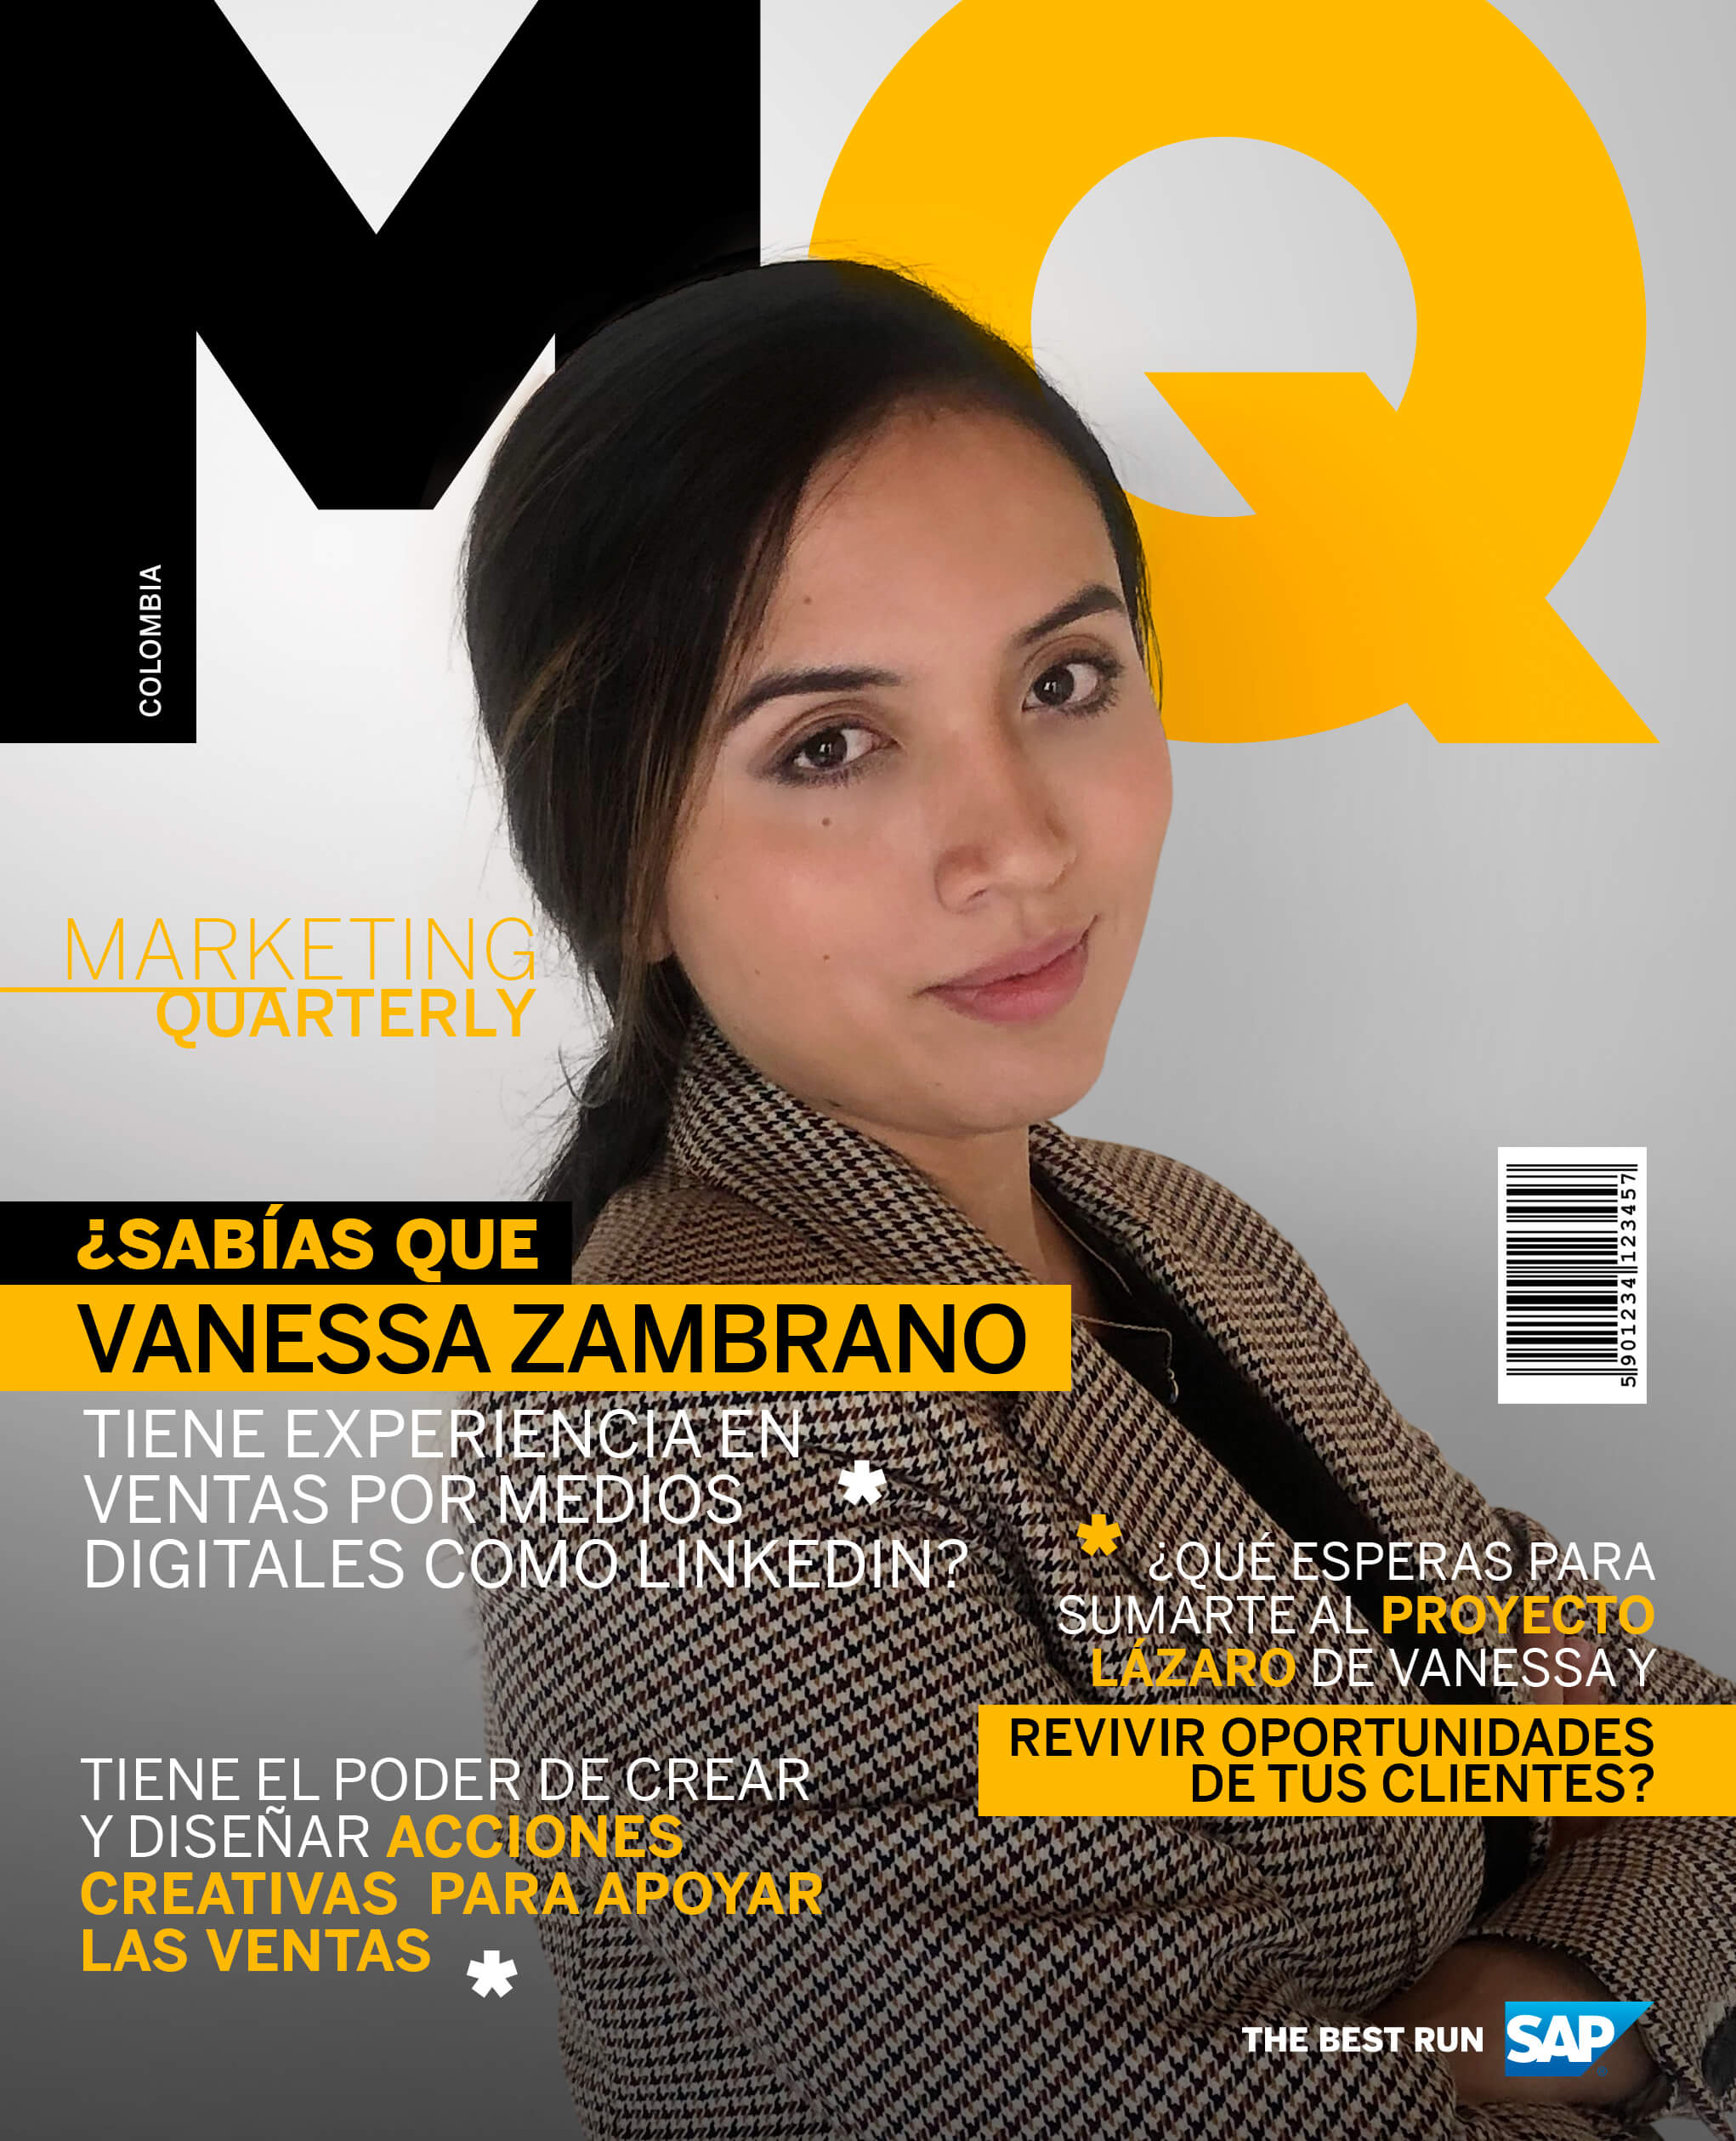 MQ
COLOMBIA
MARKETING
QUARTERLY
¿SABÍAS QUE
VANESSA ZAMBRANO
TIENE EXPERIENCIA EN
VENTAS POR MEDIOS *
DIGITALES COMO LINKEDIN?
5 901234 123457
* ¿QUÉ ESPERAS PARA
SUMARTE AL PROYECTO
LÁZARO DE VANESSA Y
REVIVIR OPORTUNIDADES
DE TUS CLIENTES?
TIENE EL PODER DE CREAR
Y DISEÑAR ACCIONES
CREATIVAS PARA APOYAR
LAS VENTAS *
THE BEST RUN SAP